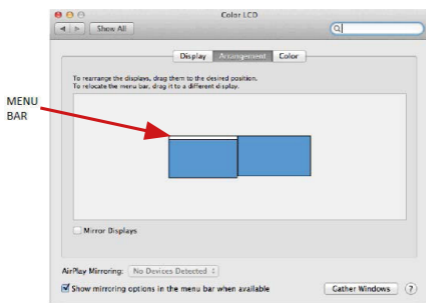 Color LCD
Show All
Display Arrangement Color
To rearrange the displays, drag them to the desired position.
To relocate the menu bar, drag it to a different display.
MENU
BAR
Mirror Displays
AirPlay Mirroring: No Devices Detected
Show mirroring options in the menu bar when available
Gather Windows ?